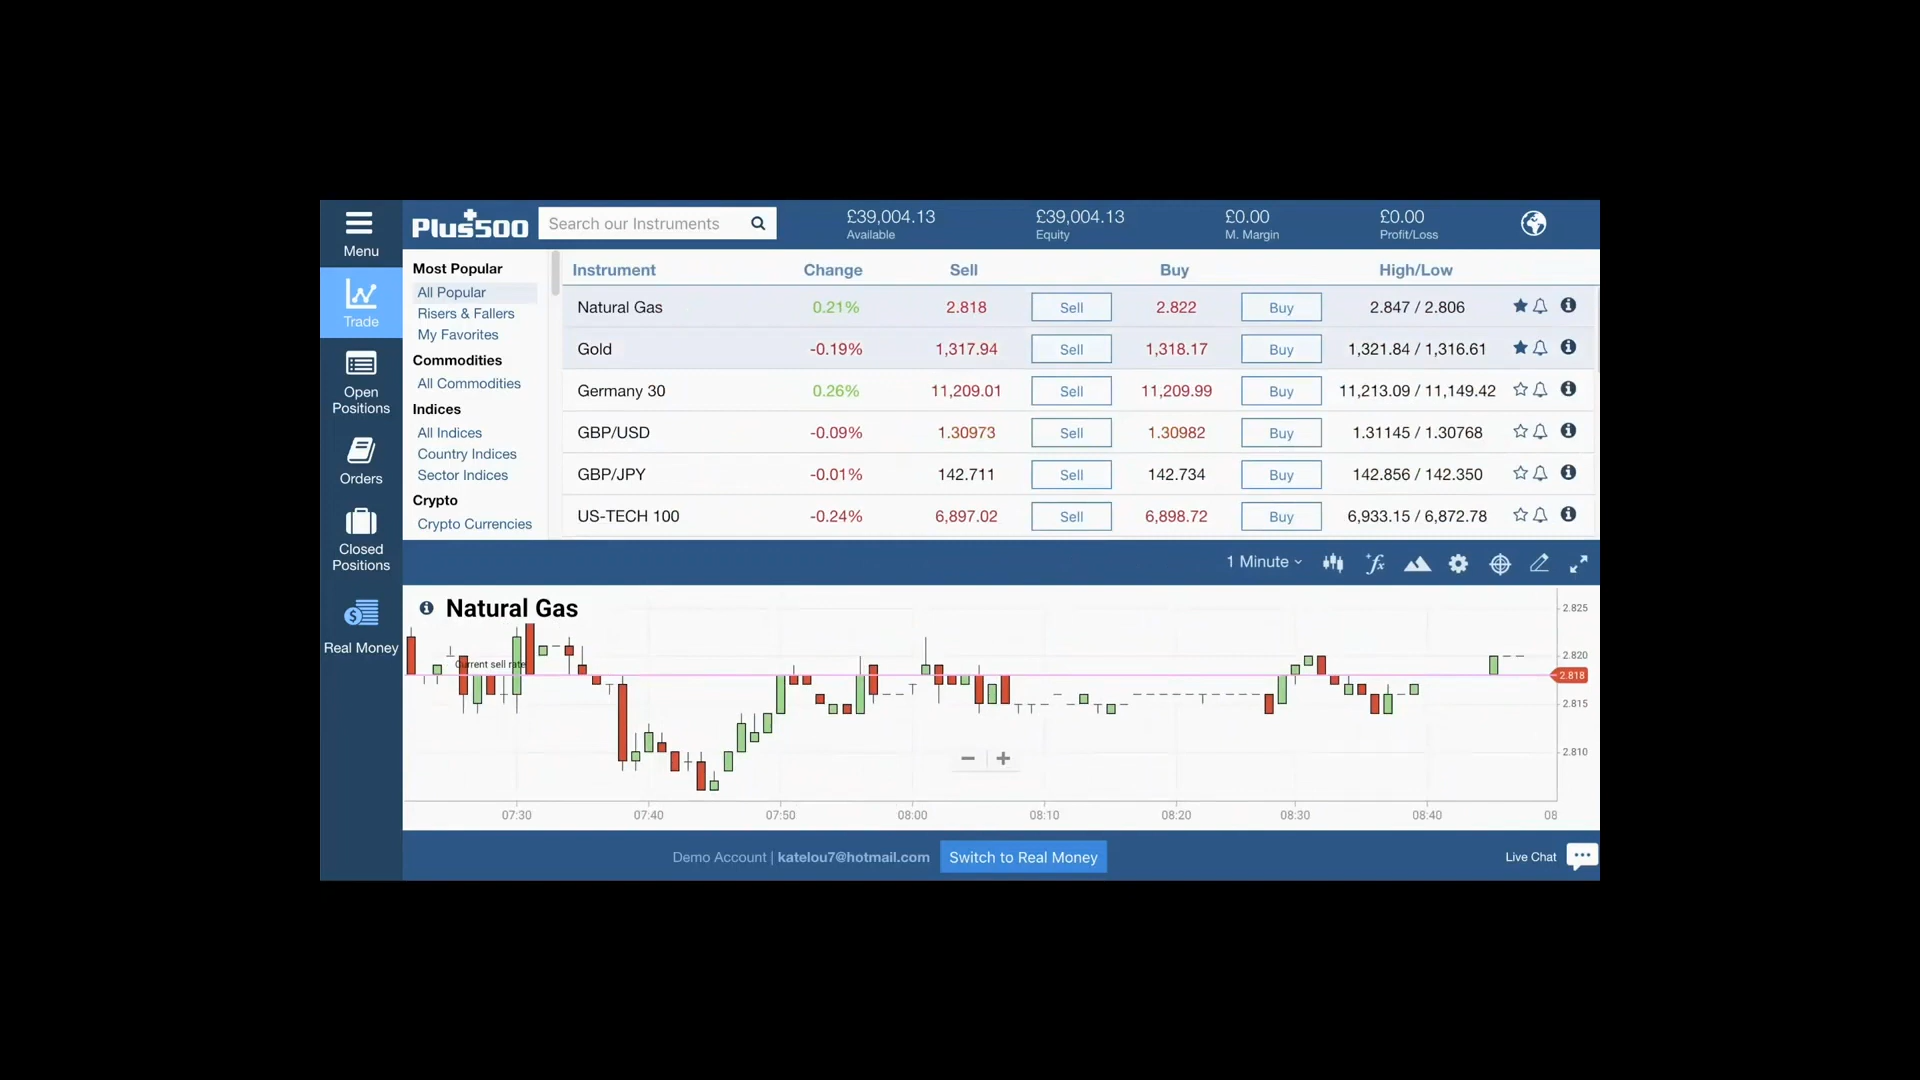 Menu
Trade
Open
Positions
Orders
Closed
Positions
Real Money
Plus500
Search our Instruments
£39,004.13
Available
£39,004.13
Equity
£0.00
M. Margin
£0.00
Profit/Loss
Most Popular
All Popular
Risers & Fallers
My Favorites
Commodities
All Commodities
Indices
All Indices
Country Indices
Sector Indices
Crypto
Crypto Currencies
Instrument Change Sell Buy High/Low
Natural Gas 0.21% 2.818 Sell 2.822 Buy 2.847 / 2.806
Gold -0.19% 1,317.94 Sell 1,318.17 Buy 1,321.84 / 1,316.61
Germany 30 0.26% 11,209.01 Sell 11,209.99 Buy 11,213.09 / 11,149.42
GBP/USD -0.09% 1.30973 Sell 1.30982 Buy 1.31145 / 1.30768
GBP/JPY -0.01% 142.711 Sell 142.734 Buy 142.856 / 142.350
US-TECH 100 -0.24% 6,897.02 Sell 6,898.72 Buy 6,933.15 / 6,872.78
1 Minute
Natural Gas
Current sell rate
2.825
2.820
2.818
2.815
2.810
07:30 07:40 07:50 08:00 08:10 08:20 08:30 08:40 08
Demo Account | katelou7@hotmail.com Switch to Real Money
Live Chat